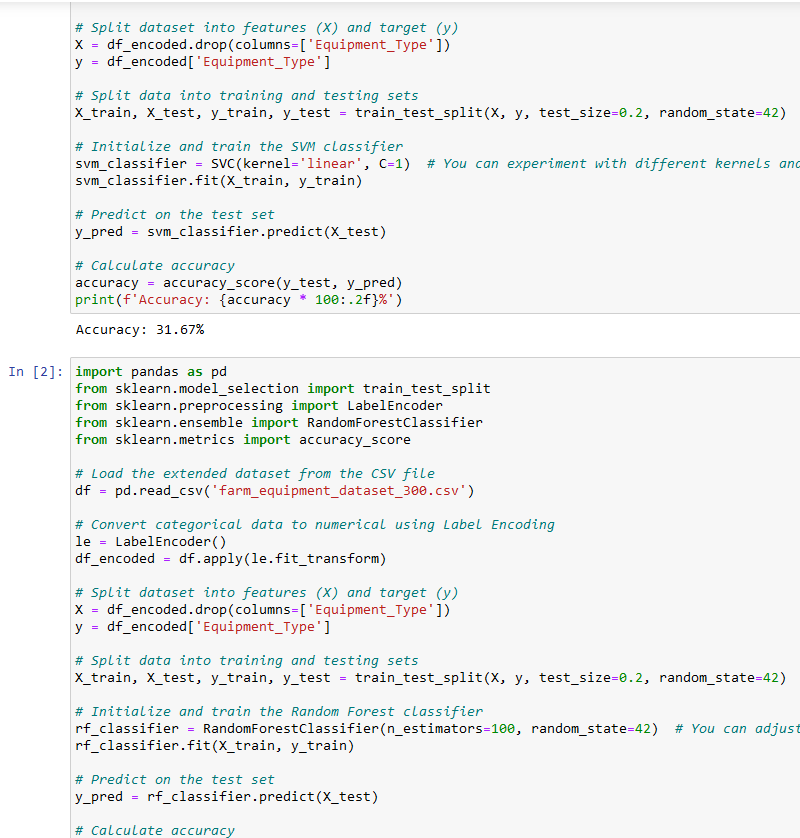 # Split dataset into features (X) and target (y)
X = df_encoded.drop(columns=['Equipment_Type'])
y = df_encoded['Equipment_Type']
# Split data into training and testing sets
X_train, X_test, y_train, y_test = train_test_split(X, y, test_size=0.2, random_state=42)
# Initialize and train the SVM classifier
svm_classifier = SVC(kernel='linear', C=1)  # You can experiment with different kernels and
svm_classifier.fit(X_train, y_train)
# Predict on the test set
y_pred = svm_classifier.predict(X_test)
# Calculate accuracy
accuracy = accuracy_score(y_test, y_pred)
print(f'Accuracy: {accuracy * 100:.2f}%')
Accuracy: 31.67%
In [2]: import pandas as pd
from sklearn.model_selection import train_test_split
from sklearn.preprocessing import LabelEncoder
from sklearn.ensemble import RandomForestClassifier
from sklearn.metrics import accuracy_score
# Load the extended dataset from the CSV file
df = pd.read_csv('farm_equipment_dataset_300.csv')
# Convert categorical data to numerical using Label Encoding
le = LabelEncoder()
df_encoded = df.apply(le.fit_transform)
# Split dataset into features (X) and target (y)
X = df_encoded.drop(columns=['Equipment_Type'])
y = df_encoded['Equipment_Type']
# Split data into training and testing sets
X_train, X_test, y_train, y_test = train_test_split(X, y, test_size=0.2, random_state=42)
# Initialize and train the Random Forest classifier
rf_classifier = RandomForestClassifier(n_estimators=100, random_state=42)  # You can adjust
rf_classifier.fit(X_train, y_train)
# Predict on the test set
y_pred = rf_classifier.predict(X_test)
# Calculate accuracy